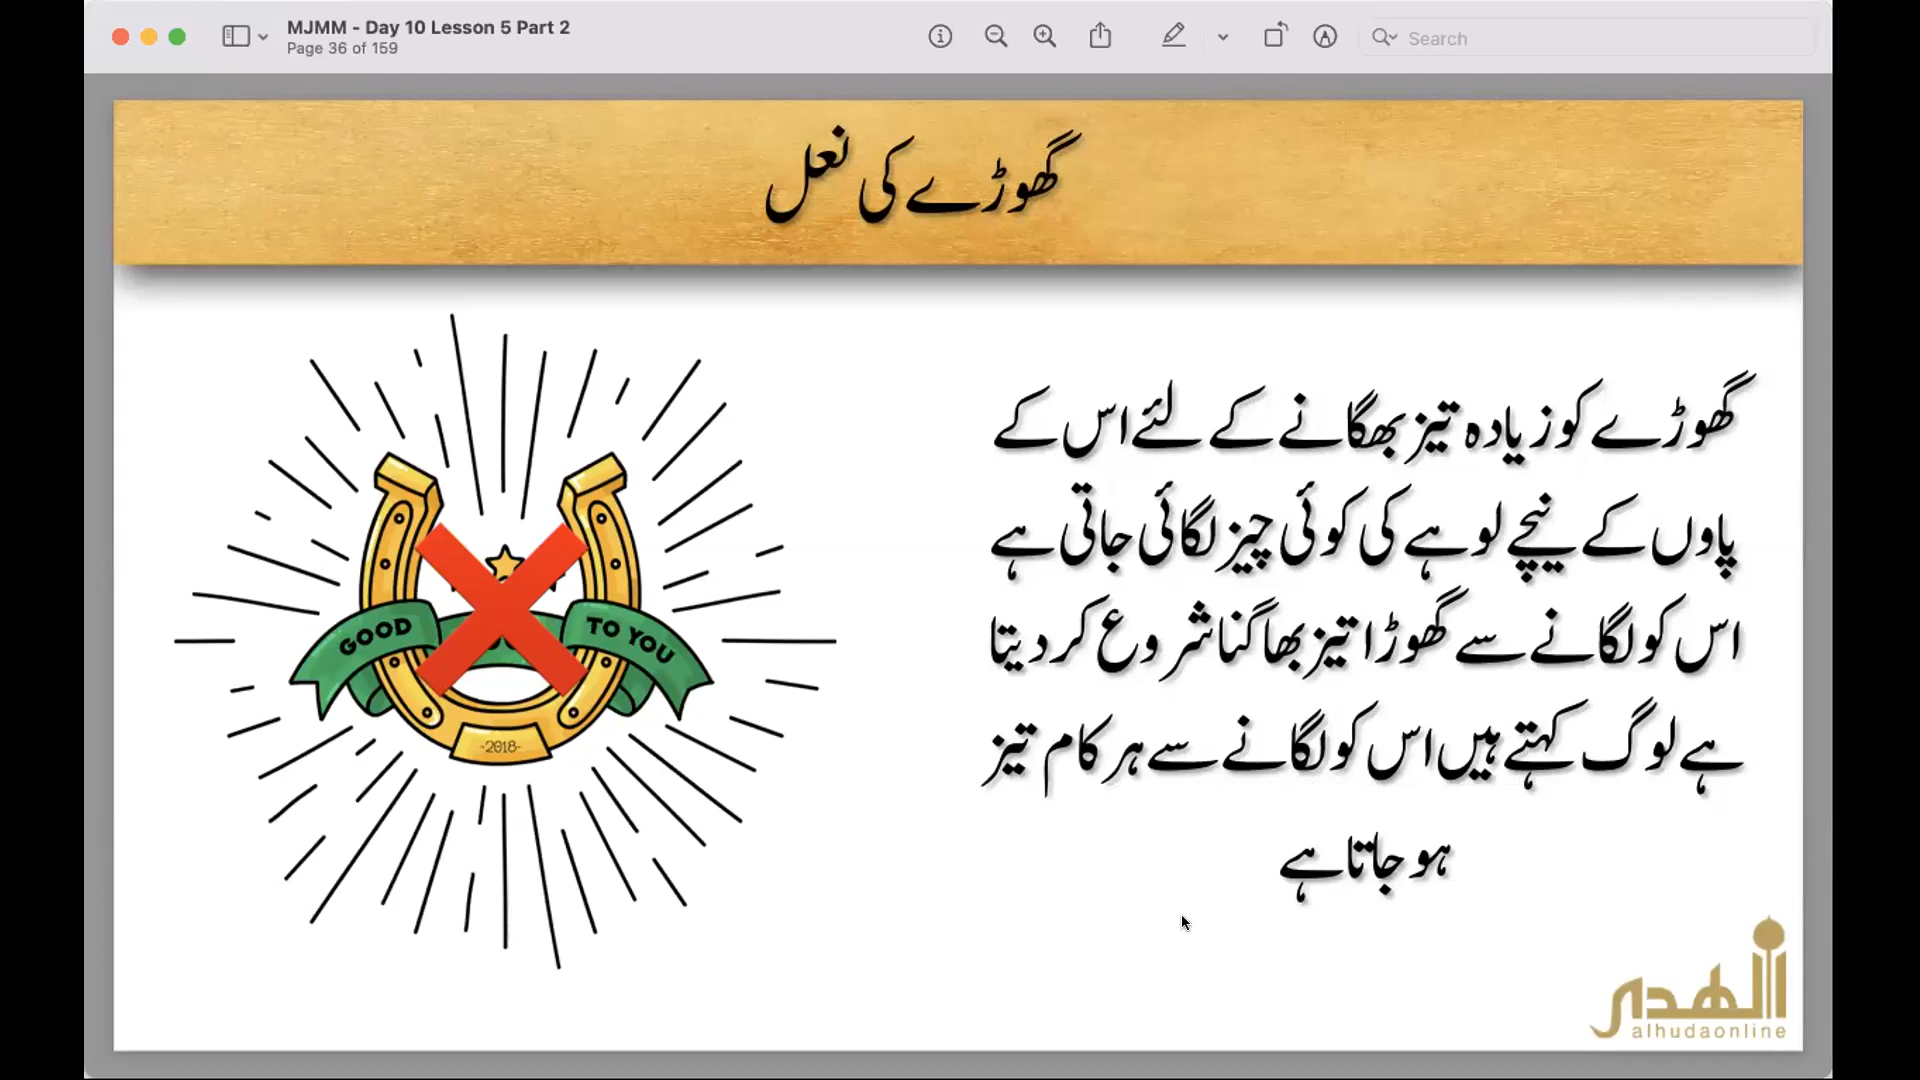 MJMM - Day 10 Lesson 5 Part 2
Page 36 of 159
Search
گھوڑے کی نعل
گھوڑے کو زیادہ تیز بھگانے کے لئے اس کے
پاوں کے نیچے لوہے کی کوئی چیز لگائی جاتی ہے
اس کو لگانے سے گھوڑا تیز بھاگنا شروع کر دیتا
ہے لوگ کہتے ہیں اس کو لگانے سے ہر کام تیز
ہو جاتا ہے
GOOD
TO YOU
-2018-
الهدى
alhudaonline